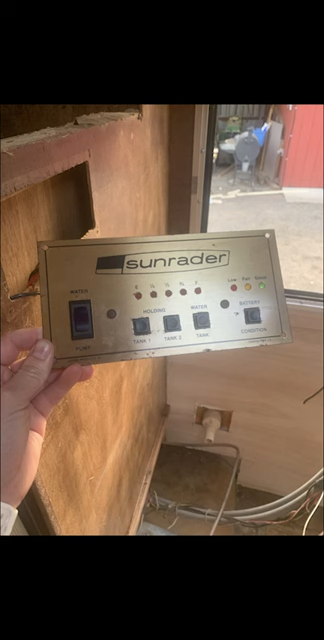 sunrader
WATER
PUMP
E ¼ ½ ¾ F
HOLDING
TANK 1
TANK 2
WATER
TANK
Low Fair Good
BATTERY
CONDITION